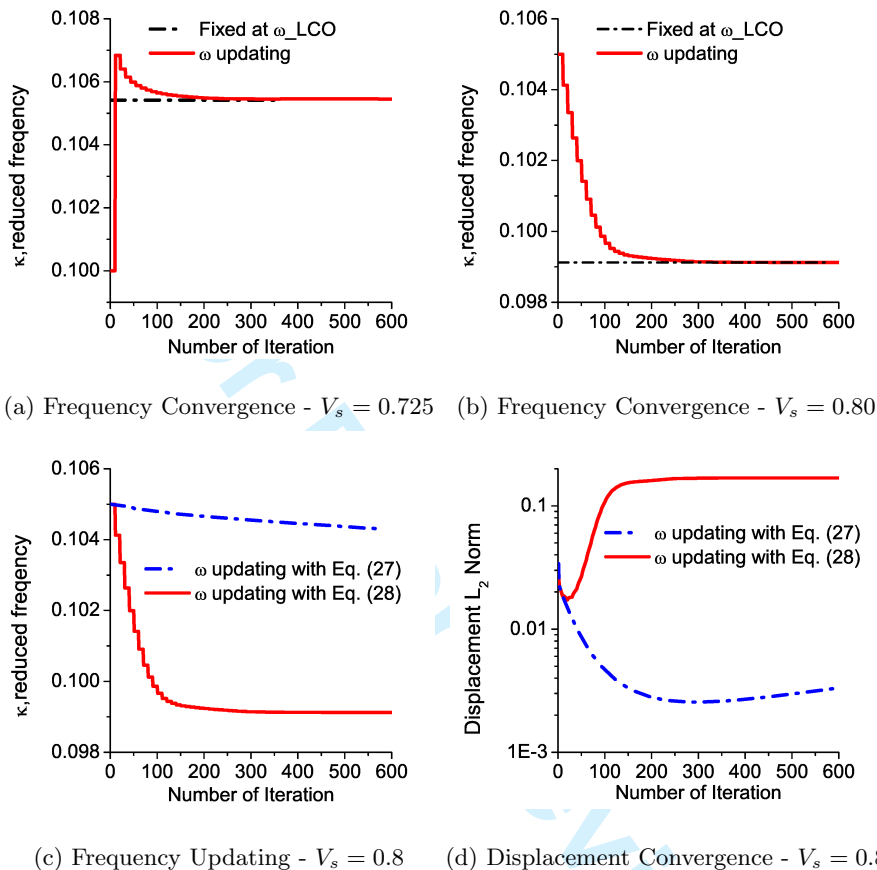 0.108
0.106
0.104
0.102
0.100
κ,reduced freqency
Fixed at ω_LCO
ω updating
0 100 200 300 400 500 600
Number of Iteration
(a) Frequency Convergence - Vs = 0.725
0.106
0.104
0.102
0.100
0.098
κ,reduced freqency
Fixed at ω_LCO
ω updating
0 100 200 300 400 500 600
Number of Iteration
(b) Frequency Convergence - Vs = 0.80
0.106
0.104
0.102
0.100
0.098
κ,reduced freqency
ω updating with Eq. (27)
ω updating with Eq. (28)
0 100 200 300 400 500 600
Number of Iteration
(c) Frequency Updating - Vs = 0.8
0.1
0.01
1E-3
Displacement L2 Norm
ω updating with Eq. (27)
ω updating with Eq. (28)
0 100 200 300 400 500 600
Number of Iteration
(d) Displacement Convergence - Vs = 0.8